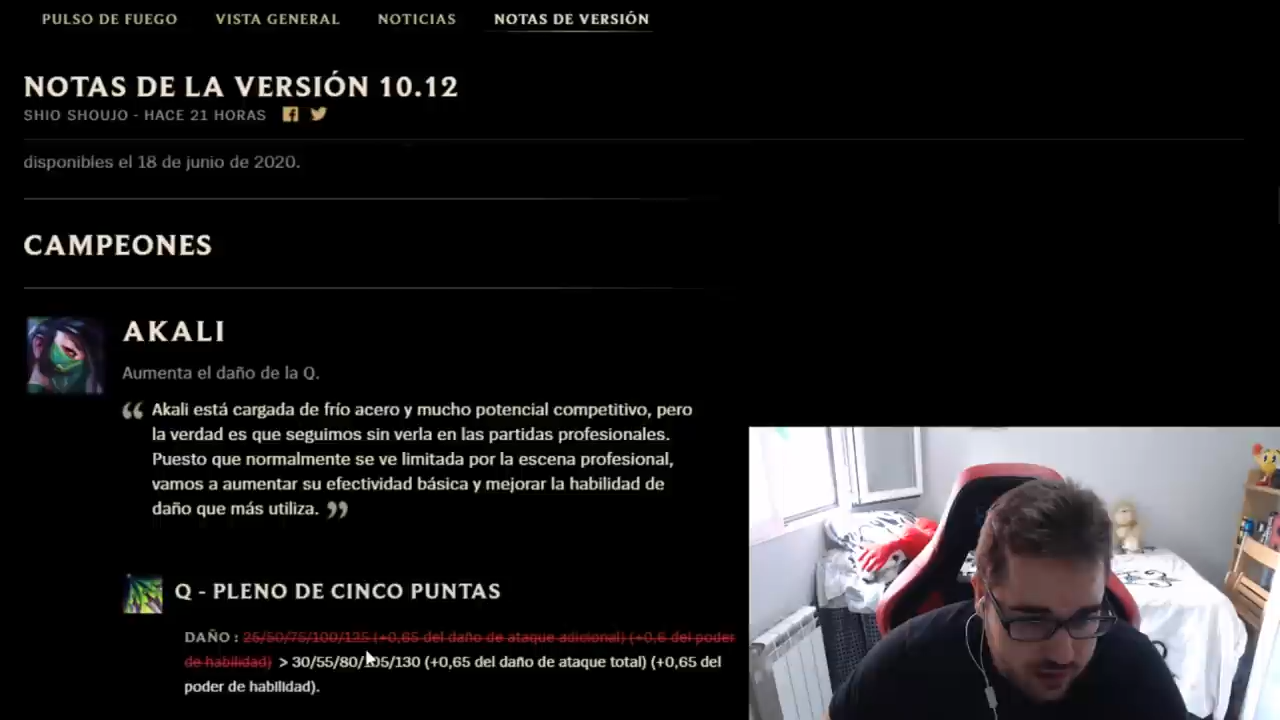 PULSO DE FUEGO VISTA GENERAL NOTICIAS NOTAS DE VERSIÓN
NOTAS DE LA VERSIÓN 10.12
SHIO SHOUJO - HACE 21 HORAS
disponibles el 18 de junio de 2020.
CAMPEONES
AKALI
Aumenta el daño de la Q.
“ Akali está cargada de frío acero y mucho potencial competitivo, pero
la verdad es que seguimos sin verla en las partidas profesionales.
Puesto que normalmente se ve limitada por la escena profesional,
vamos a aumentar su efectividad básica y mejorar la habilidad de
daño que más utiliza. ”
Q - PLENO DE CINCO PUNTAS
DAÑO : 25/50/75/100/125 (+0,65 del daño de ataque adicional) (+0,6 del poder
de habilidad) > 30/55/80/105/130 (+0,65 del daño de ataque total) (+0,65 del
poder de habilidad).